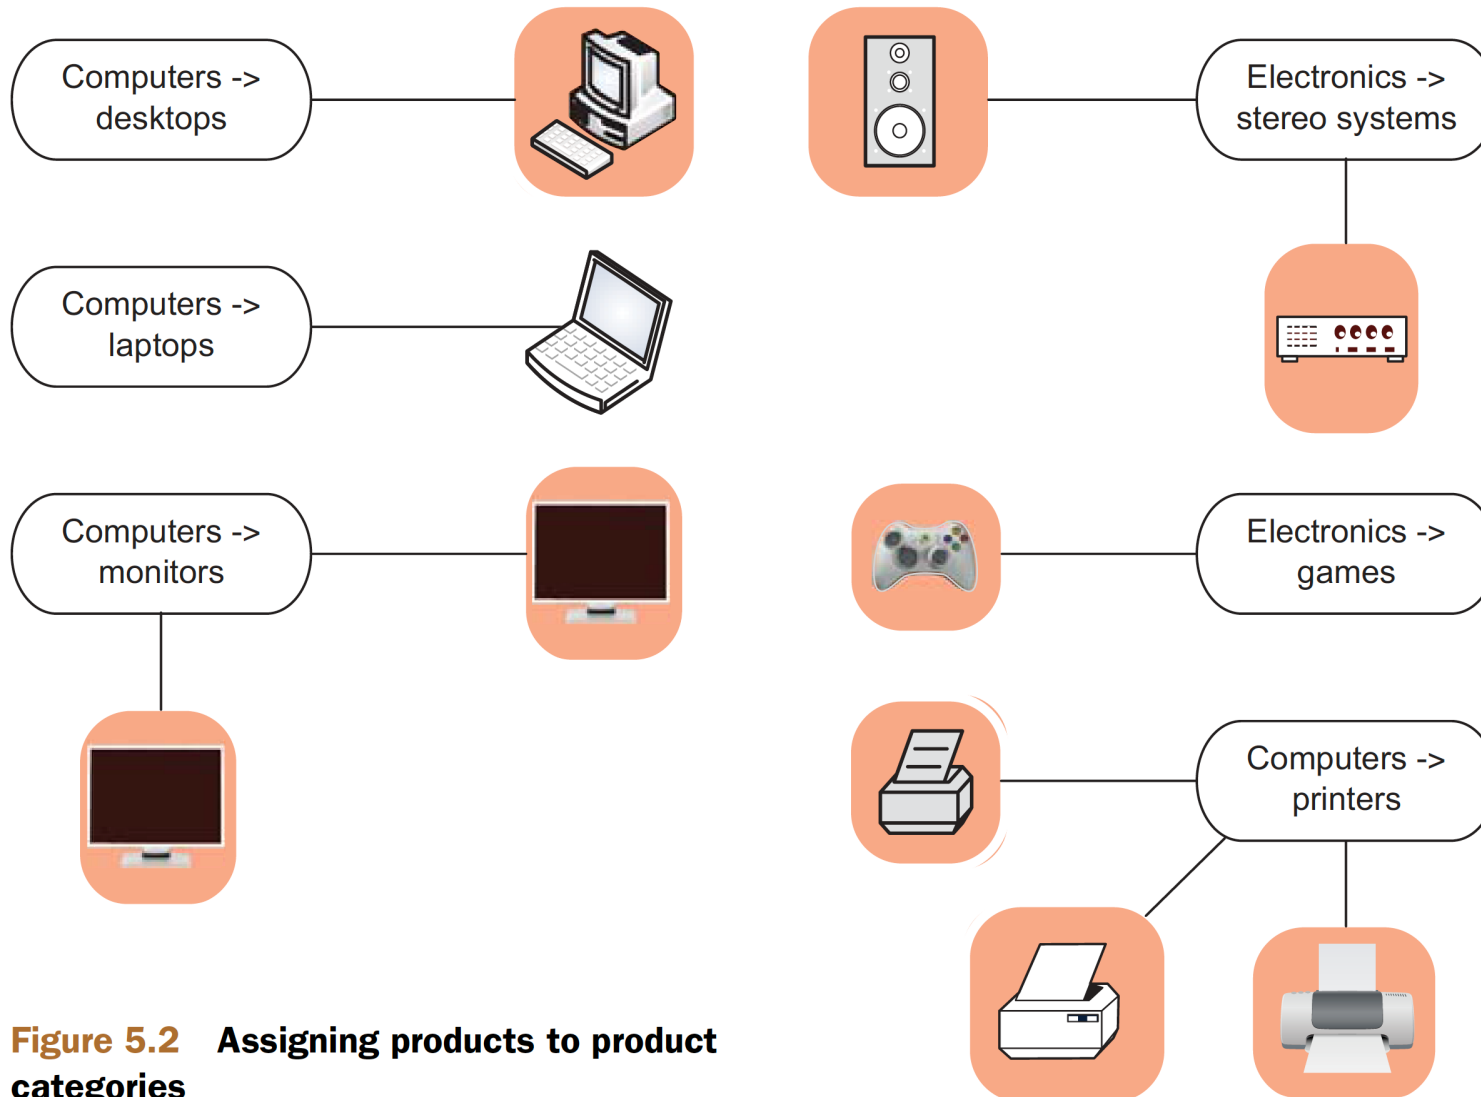 Computers ->
desktops
Electronics ->
stereo systems
Computers ->
laptops
Computers ->
monitors
Electronics ->
games
Computers ->
printers
Figure 5.2 Assigning products to product
categories